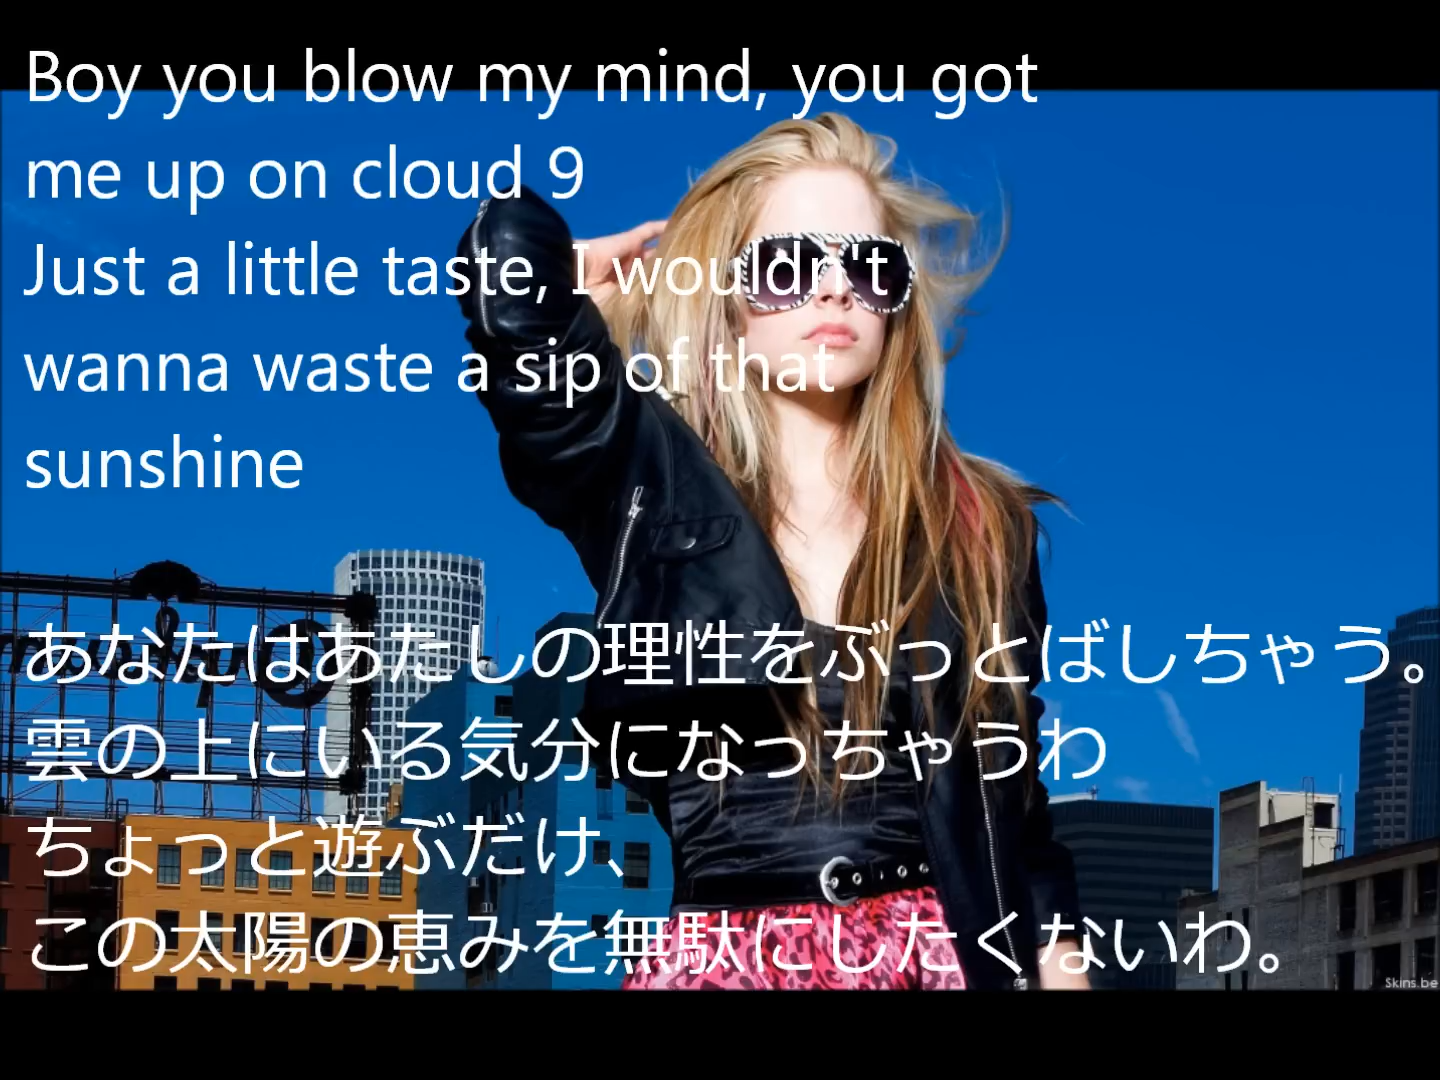 Boy you blow my mind, you got
me up on cloud 9
Just a little taste, I wouldn't
wanna waste a sip of that
sunshine
あなたはあたしの理性をぶっとばしちゃう。
雲の上にいる気分になっちゃうわ
ちょっと遊ぶだけ、
この太陽の恵みを無駄にしたくないわ。
Skins.be